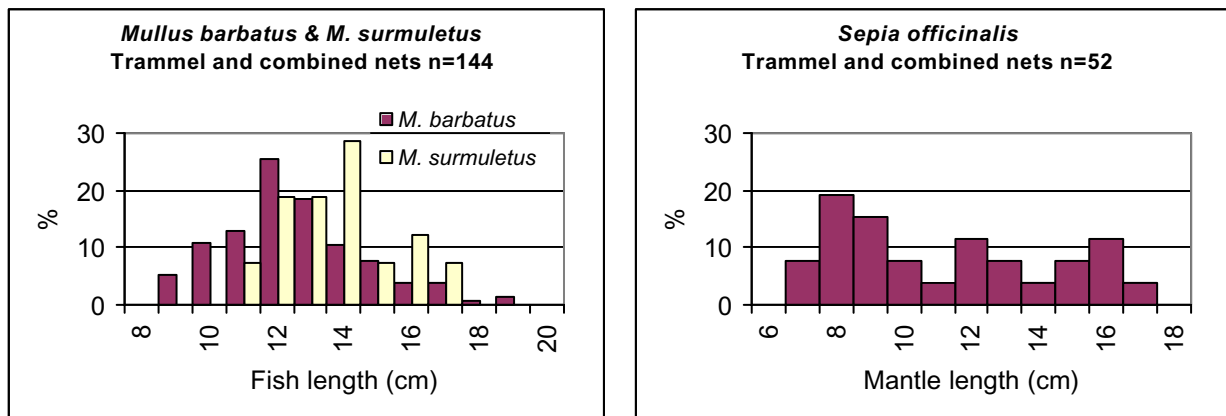 Mullus barbatus & M. surmuletus
Trammel and combined nets n=144
M. barbatus
M. surmuletus
30
20
10
0
%
8 10 12 14 16 18 20
Fish length (cm)
Sepia officinalis
Trammel and combined nets n=52
30
20
10
0
%
6 8 10 12 14 16 18
Mantle length (cm)